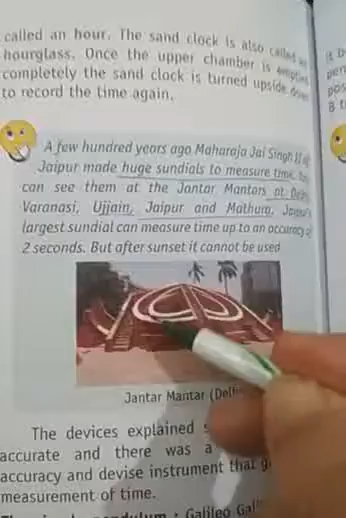 called an hour. The sand clock is also called
hourglass. Once the upper chamber is emptied
completely the sand clock is turned upside down
to record the time again.
A few hundred years ago Maharaja Jai Singh II of
Jaipur made huge sundials to measure time.
can see them at the Jantar Mantars at Delhi,
Varanasi, Ujjain, Jaipur and Mathura. Jaipur's
largest sundial can measure time up to an accuracy of
2 seconds. But after sunset it cannot be used
Jantar Mantar (Delhi
The devices explained
accurate and there was a
accuracy and devise instrument that
measurement of time.
pendulum : Galileo